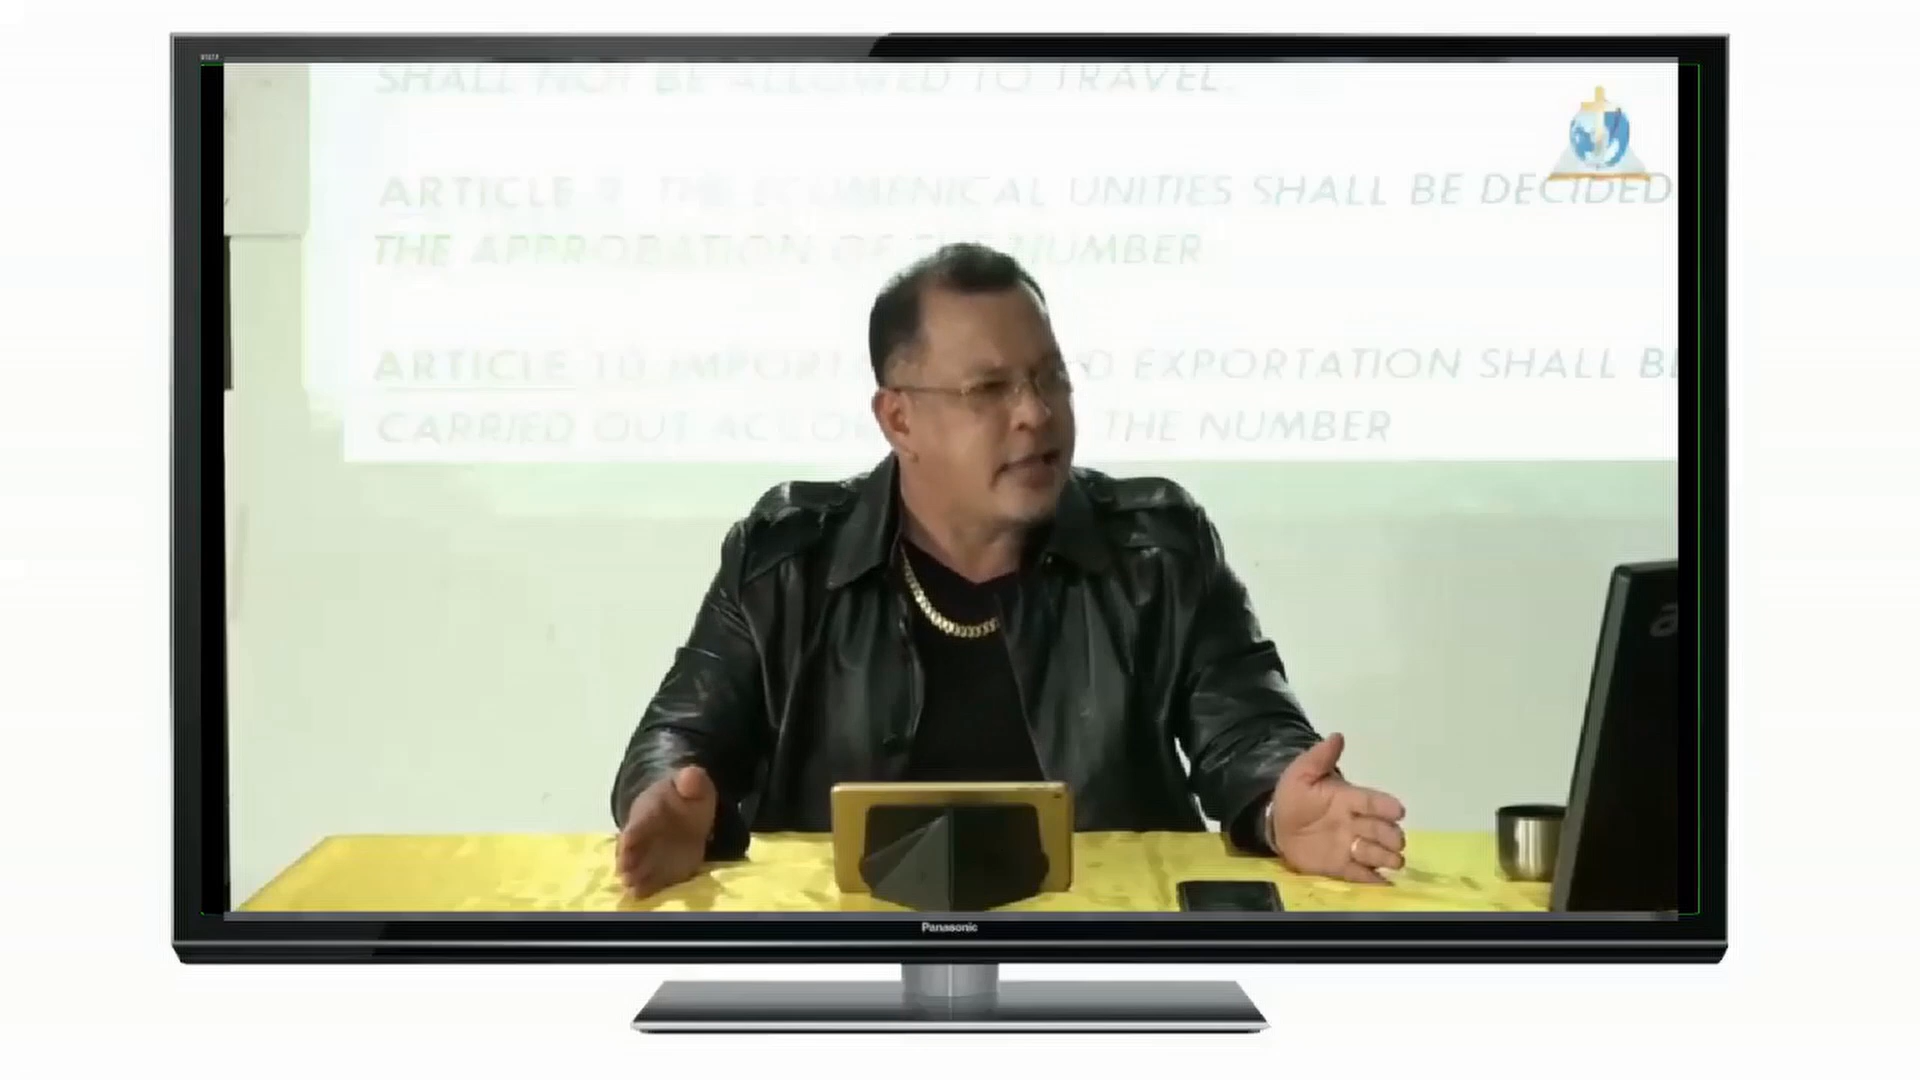 SHALL NOT BE ALLOWED TO TRAVEL.
ARTICLE 9 THE ECUMENICAL UNITIES SHALL BE DECIDED
THE APPROBATION OF THE NUMBER
ARTICLE 10 EXPORTATION SHALL BE
CARRIED OUT THE NUMBER
Panasonic